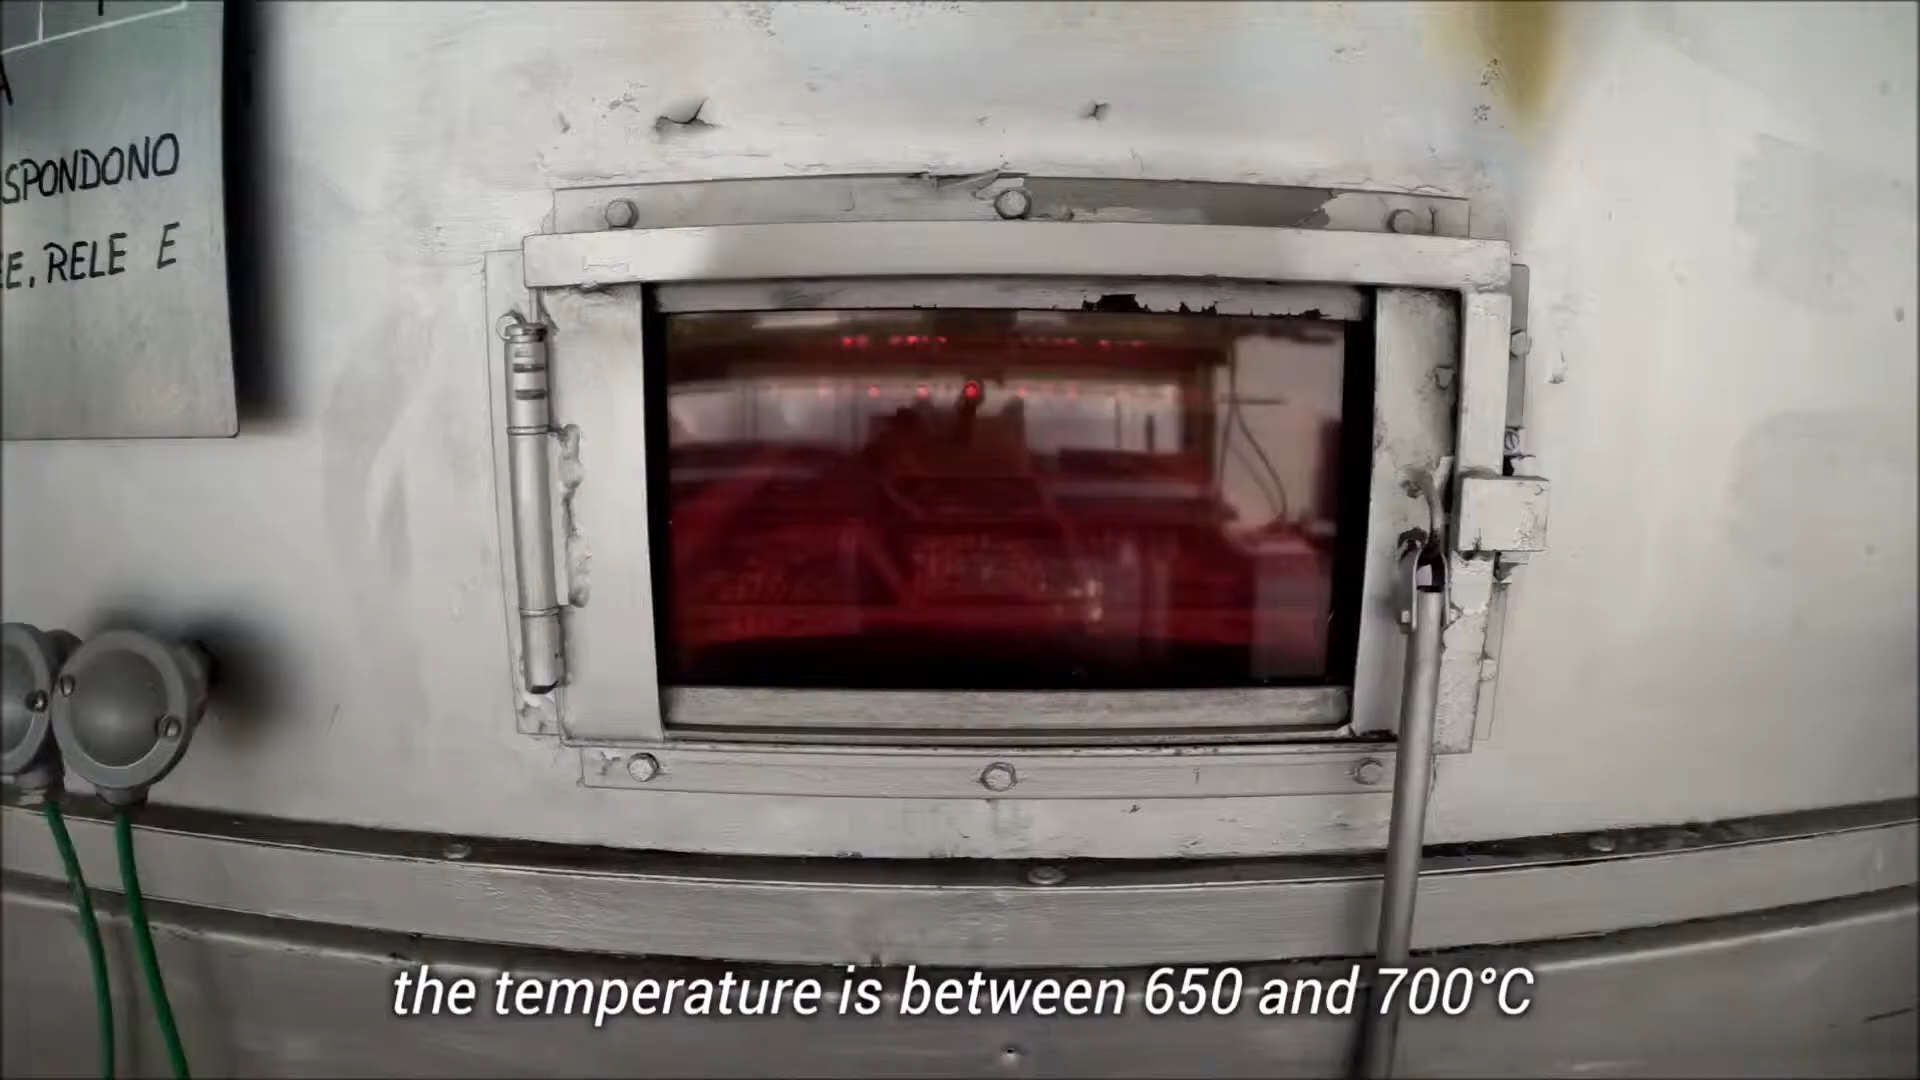 SPONDONO
E. RELE E
the temperature is between 650 and 700°C